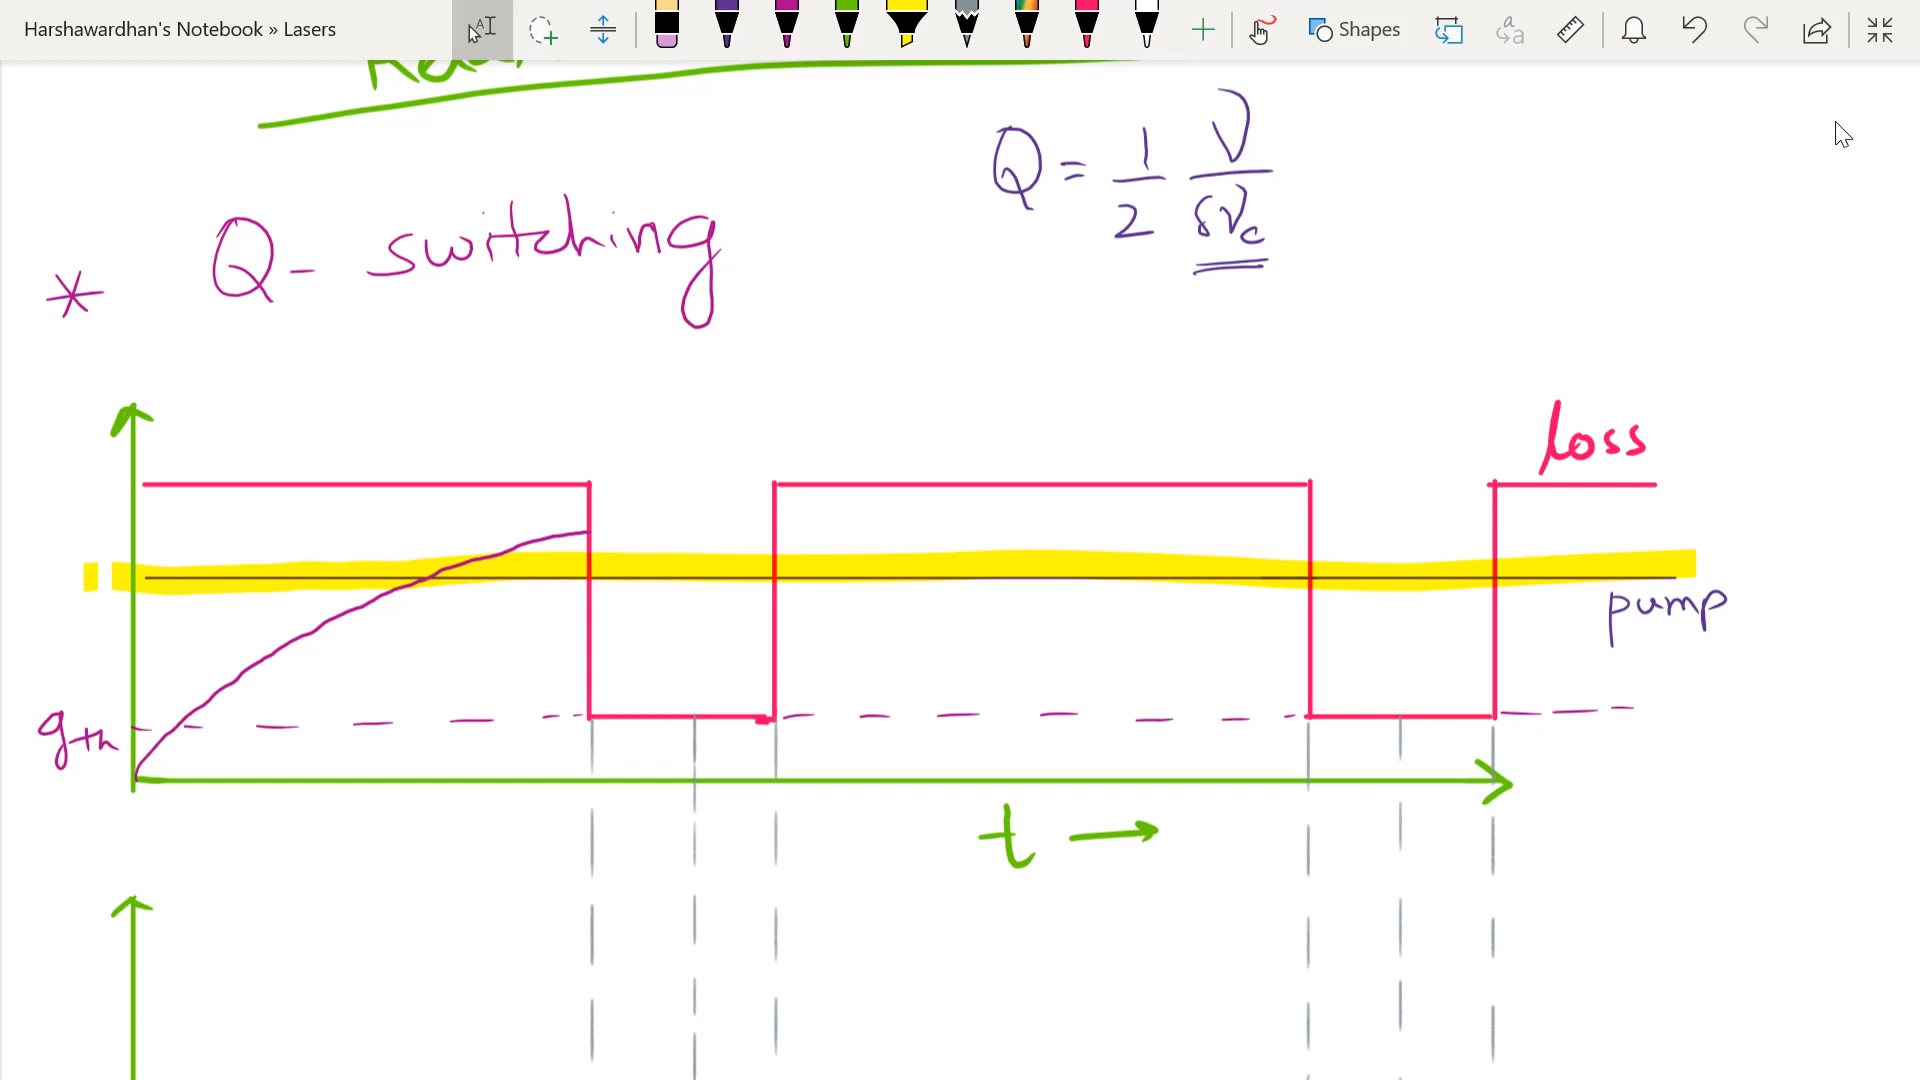 Harshawardhan's Notebook » Lasers
Shapes
Q = 1/2 ν/δν_c
* Q - switching
loss
pump
g_th
t →